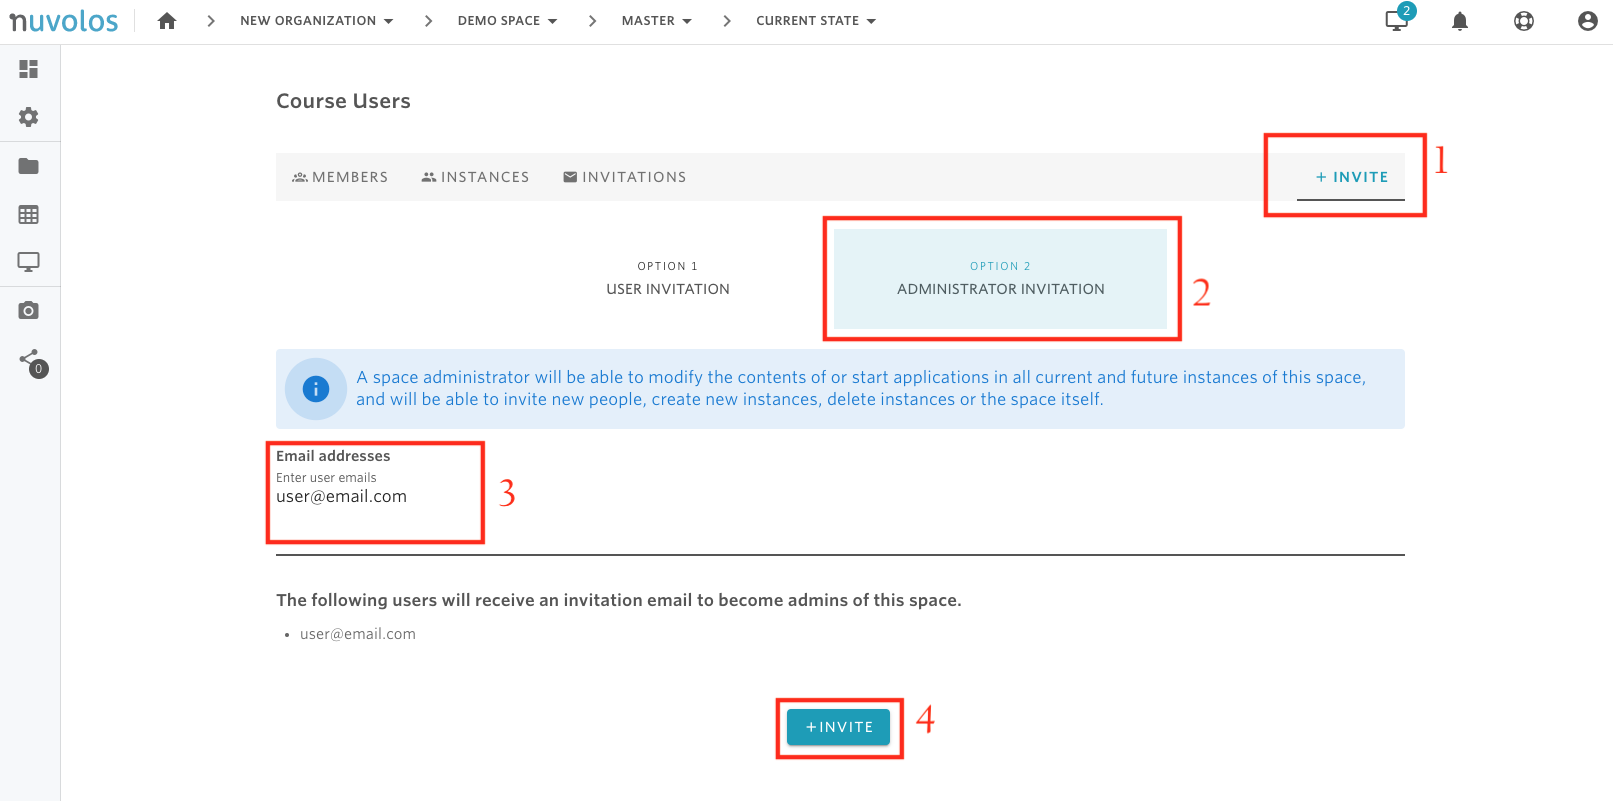 nuvolos
NEW ORGANIZATION
DEMO SPACE
MASTER
CURRENT STATE
2
Course Users
MEMBERS
INSTANCES
INVITATIONS
+ INVITE
1
OPTION 1
USER INVITATION
OPTION 2
ADMINISTRATOR INVITATION
2
0
A space administrator will be able to modify the contents of or start applications in all current and future instances of this space,
and will be able to invite new people, create new instances, delete instances or the space itself.
Email addresses
Enter user emails
user@email.com
3
The following users will receive an invitation email to become admins of this space.
• user@email.com
+INVITE
4